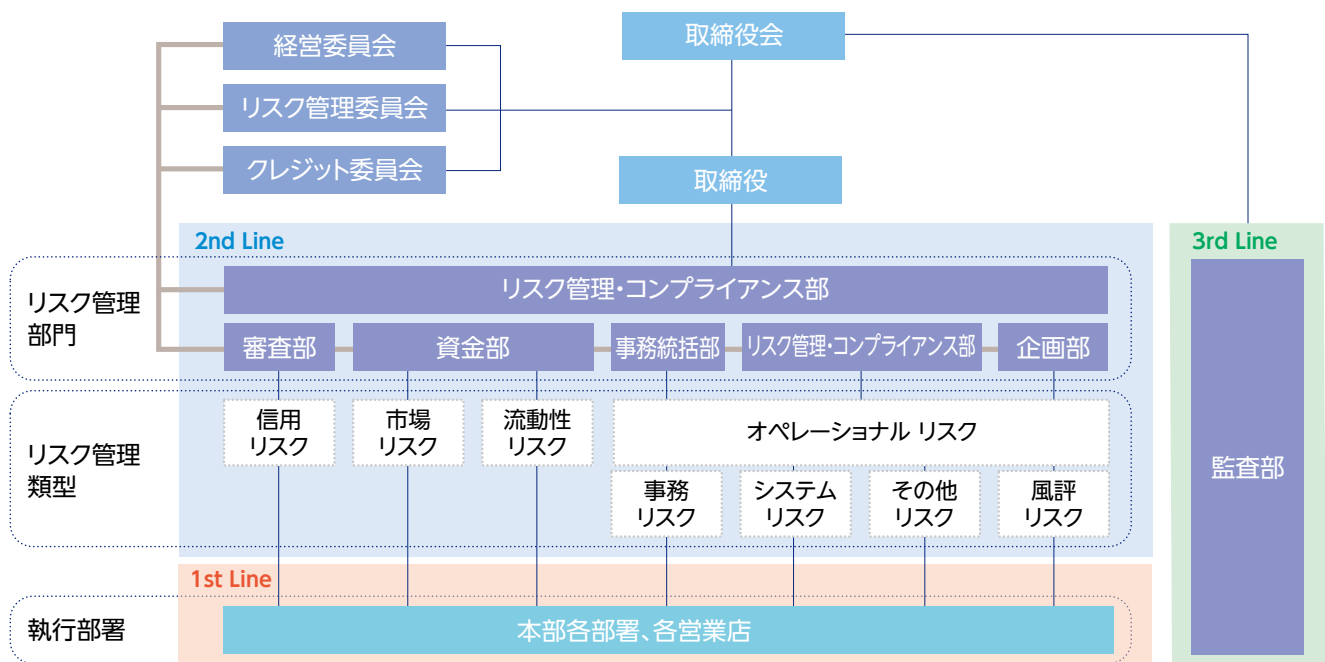 経営委員会
取締役会
リスク管理委員会
クレジット委員会
取締役
2nd Line
3rd Line
リスク管理
部門
リスク管理・コンプライアンス部
審査部
資金部
事務統括部
リスク管理・コンプライアンス部
企画部
リスク管理
類型
信用
リスク
市場
リスク
流動性
リスク
オペレーショナル リスク
事務
リスク
システム
リスク
その他
リスク
風評
リスク
監査部
1st Line
執行部署
本部各部署、各営業店